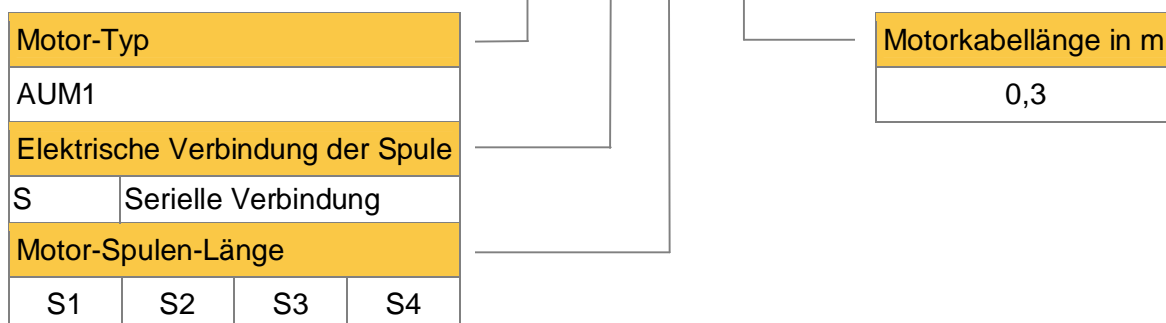 Motor-Typ
AUM1
Elektrische Verbindung der Spule
S Serielle Verbindung
Motor-Spulen-Länge
S1 S2 S3 S4
Motorkabellänge in m
0,3